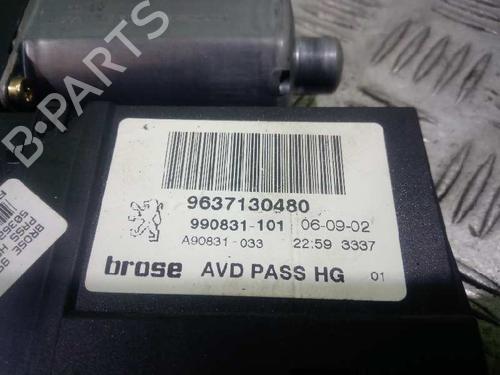 B-PARTS
9637130480
990831-101 06-09-02
A90831-033 22:59 3337
brose AVD PASS HG 01
BROSE
PASS H